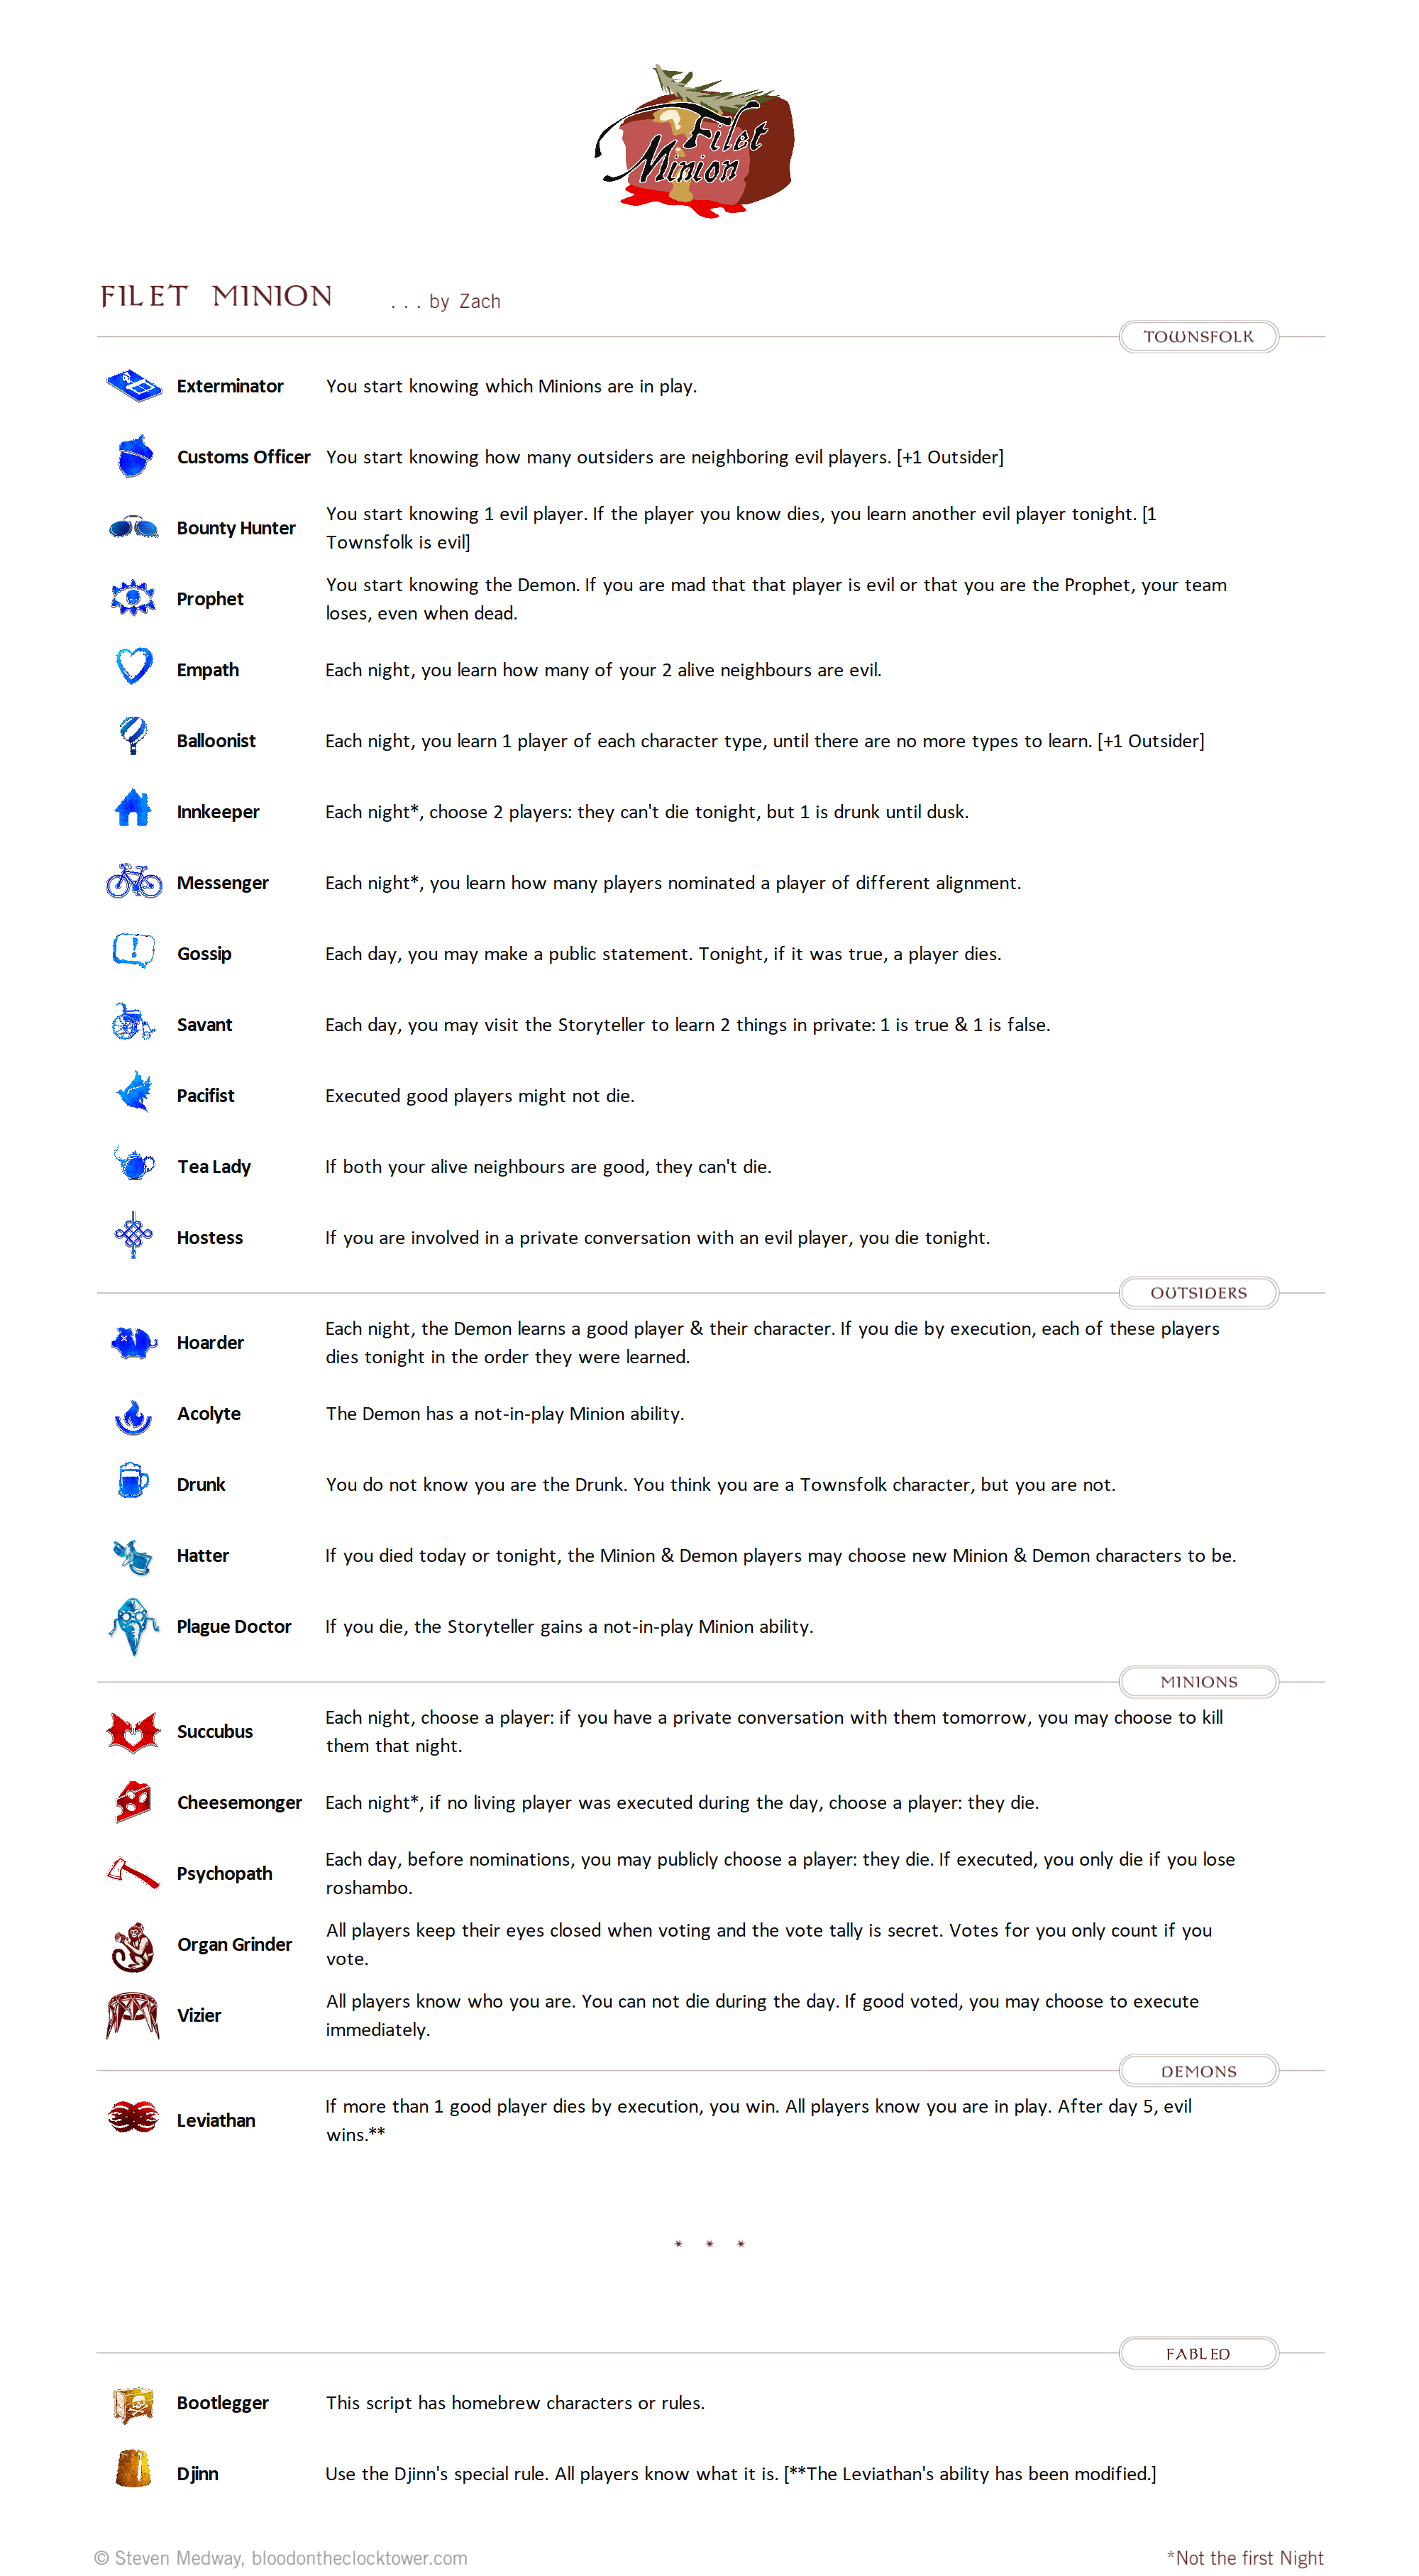 Filet
Minion
FILET MINION . . . by Zach
TOWNSFOLK
Exterminator You start knowing which Minions are in play.
Customs Officer You start knowing how many outsiders are neighboring evil players. [+1 Outsider]
Bounty Hunter You start knowing 1 evil player. If the player you know dies, you learn another evil player tonight. [1
Townsfolk is evil]
Prophet You start knowing the Demon. If you are mad that that player is evil or that you are the Prophet, your team
loses, even when dead.
Empath Each night, you learn how many of your 2 alive neighbours are evil.
Balloonist Each night, you learn 1 player of each character type, until there are no more types to learn. [+1 Outsider]
Innkeeper Each night*, choose 2 players: they can't die tonight, but 1 is drunk until dusk.
Messenger Each night*, you learn how many players nominated a player of different alignment.
Gossip Each day, you may make a public statement. Tonight, if it was true, a player dies.
Savant Each day, you may visit the Storyteller to learn 2 things in private: 1 is true & 1 is false.
Pacifist Executed good players might not die.
Tea Lady If both your alive neighbours are good, they can't die.
Hostess If you are involved in a private conversation with an evil player, you die tonight.
OUTSIDERS
Hoarder Each night, the Demon learns a good player & their character. If you die by execution, each of these players
dies tonight in the order they were learned.
Acolyte The Demon has a not-in-play Minion ability.
Drunk You do not know you are the Drunk. You think you are a Townsfolk character, but you are not.
Hatter If you died today or tonight, the Minion & Demon players may choose new Minion & Demon characters to be.
Plague Doctor If you die, the Storyteller gains a not-in-play Minion ability.
MINIONS
Succubus Each night, choose a player: if you have a private conversation with them tomorrow, you may choose to kill
them that night.
Cheesemonger Each night*, if no living player was executed during the day, choose a player: they die.
Psychopath Each day, before nominations, you may publicly choose a player: they die. If executed, you only die if you lose
roshambo.
Organ Grinder All players keep their eyes closed when voting and the vote tally is secret. Votes for you only count if you
vote.
Vizier All players know who you are. You can not die during the day. If good voted, you may choose to execute
immediately.
DEMONS
Leviathan If more than 1 good player dies by execution, you win. All players know you are in play. After day 5, evil
wins.**
* * *
FABLED
Bootlegger This script has homebrew characters or rules.
Djinn Use the Djinn's special rule. All players know what it is. [**The Leviathan's ability has been modified.]
© Steven Medway, bloodontheclocktower.com *Not the first Night